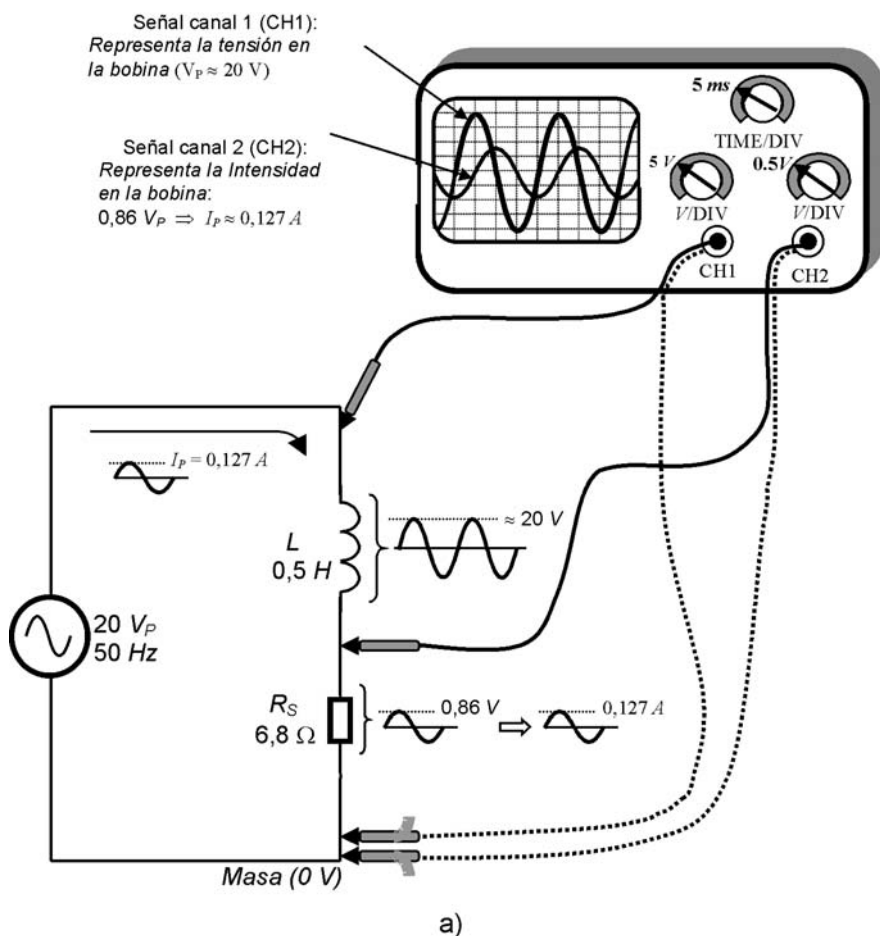 Señal canal 1 (CH1):
Representa la tensión en
la bobina (VP ≈ 20 V)
Señal canal 2 (CH2):
Representa la Intensidad
en la bobina:
0,86 VP ⇒ IP ≈ 0,127 A
5 ms
TIME/DIV
5 V
0.5V
V/DIV
V/DIV
CH1
CH2
IP = 0,127 A
L
0,5 H
≈ 20 V
20 VP
50 Hz
RS
6,8 Ω
0,86 V
0,127 A
Masa (0 V)
a)